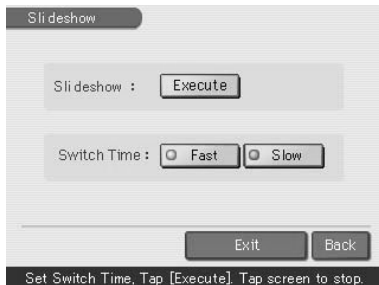 Slideshow
Slideshow : Execute
Switch Time : Fast Slow
Exit Back
Set Switch Time, Tap [Execute]. Tap screen to stop.